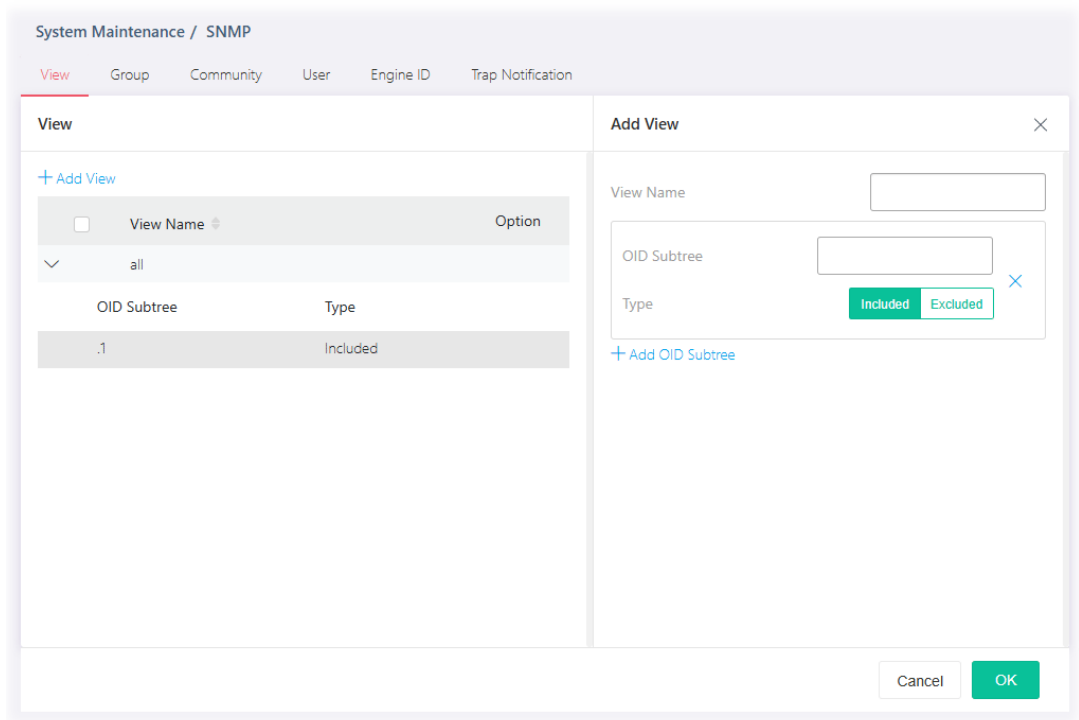 System Maintenance / SNMP
View Group Community User Engine ID Trap Notification
View
Add View
Add View
View Name
View Name Option
OID Subtree
all
Type Included Excluded
OID Subtree Type
.1 Included
Add OID Subtree
Cancel OK